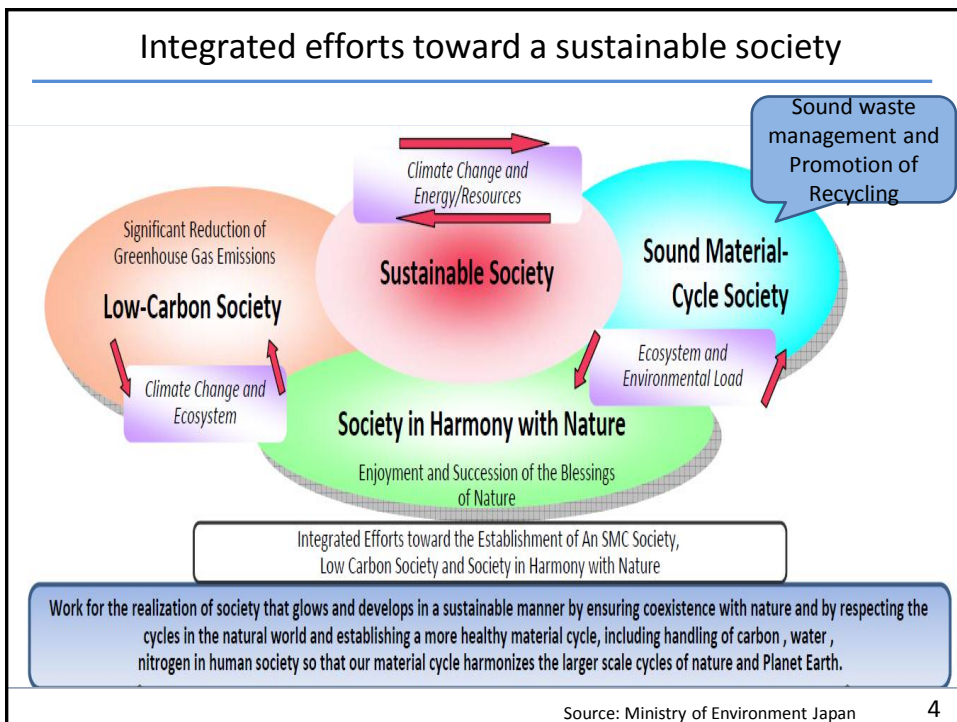 Integrated efforts toward a sustainable society
Sound waste
management and
Promotion of
Recycling
Climate Change and
Energy/Resources
Significant Reduction of
Greenhouse Gas Emissions
Low-Carbon Society
Sustainable Society
Sound Material-
Cycle Society
Climate Change and
Ecosystem
Ecosystem and
Environmental Load
Society in Harmony with Nature
Enjoyment and Succession of the Blessings
of Nature
Integrated Efforts toward the Establishment of An SMC Society,
Low Carbon Society and Society in Harmony with Nature
Work for the realization of society that glows and develops in a sustainable manner by ensuring coexistence with nature and by respecting the
cycles in the natural world and establishing a more healthy material cycle, including handling of carbon , water ,
nitrogen in human society so that our material cycle harmonizes the larger scale cycles of nature and Planet Earth.
Source: Ministry of Environment Japan
4